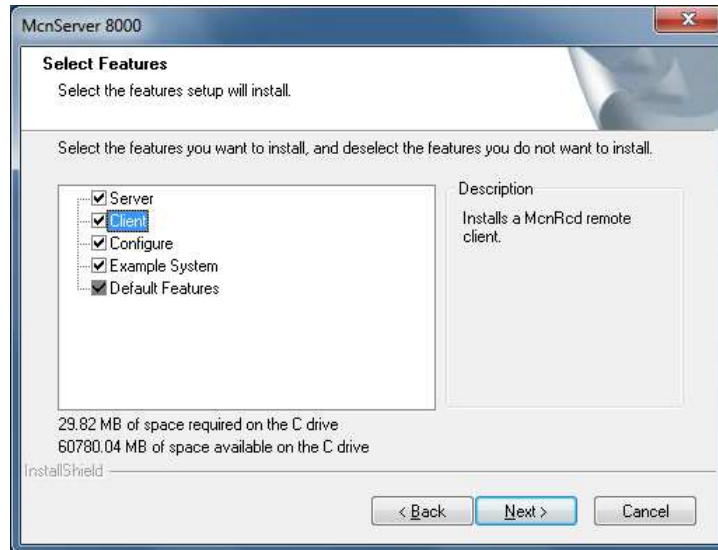 McnServer 8000
Select Features
Select the features setup will install.
Select the features you want to install, and deselect the features you do not want to install.
Server
Client
Configure
Example System
Default Features
Description
Installs a McnRcd remote
client.
29.82 MB of space required on the C drive
60780.04 MB of space available on the C drive
InstallShield
< Back
Next >
Cancel